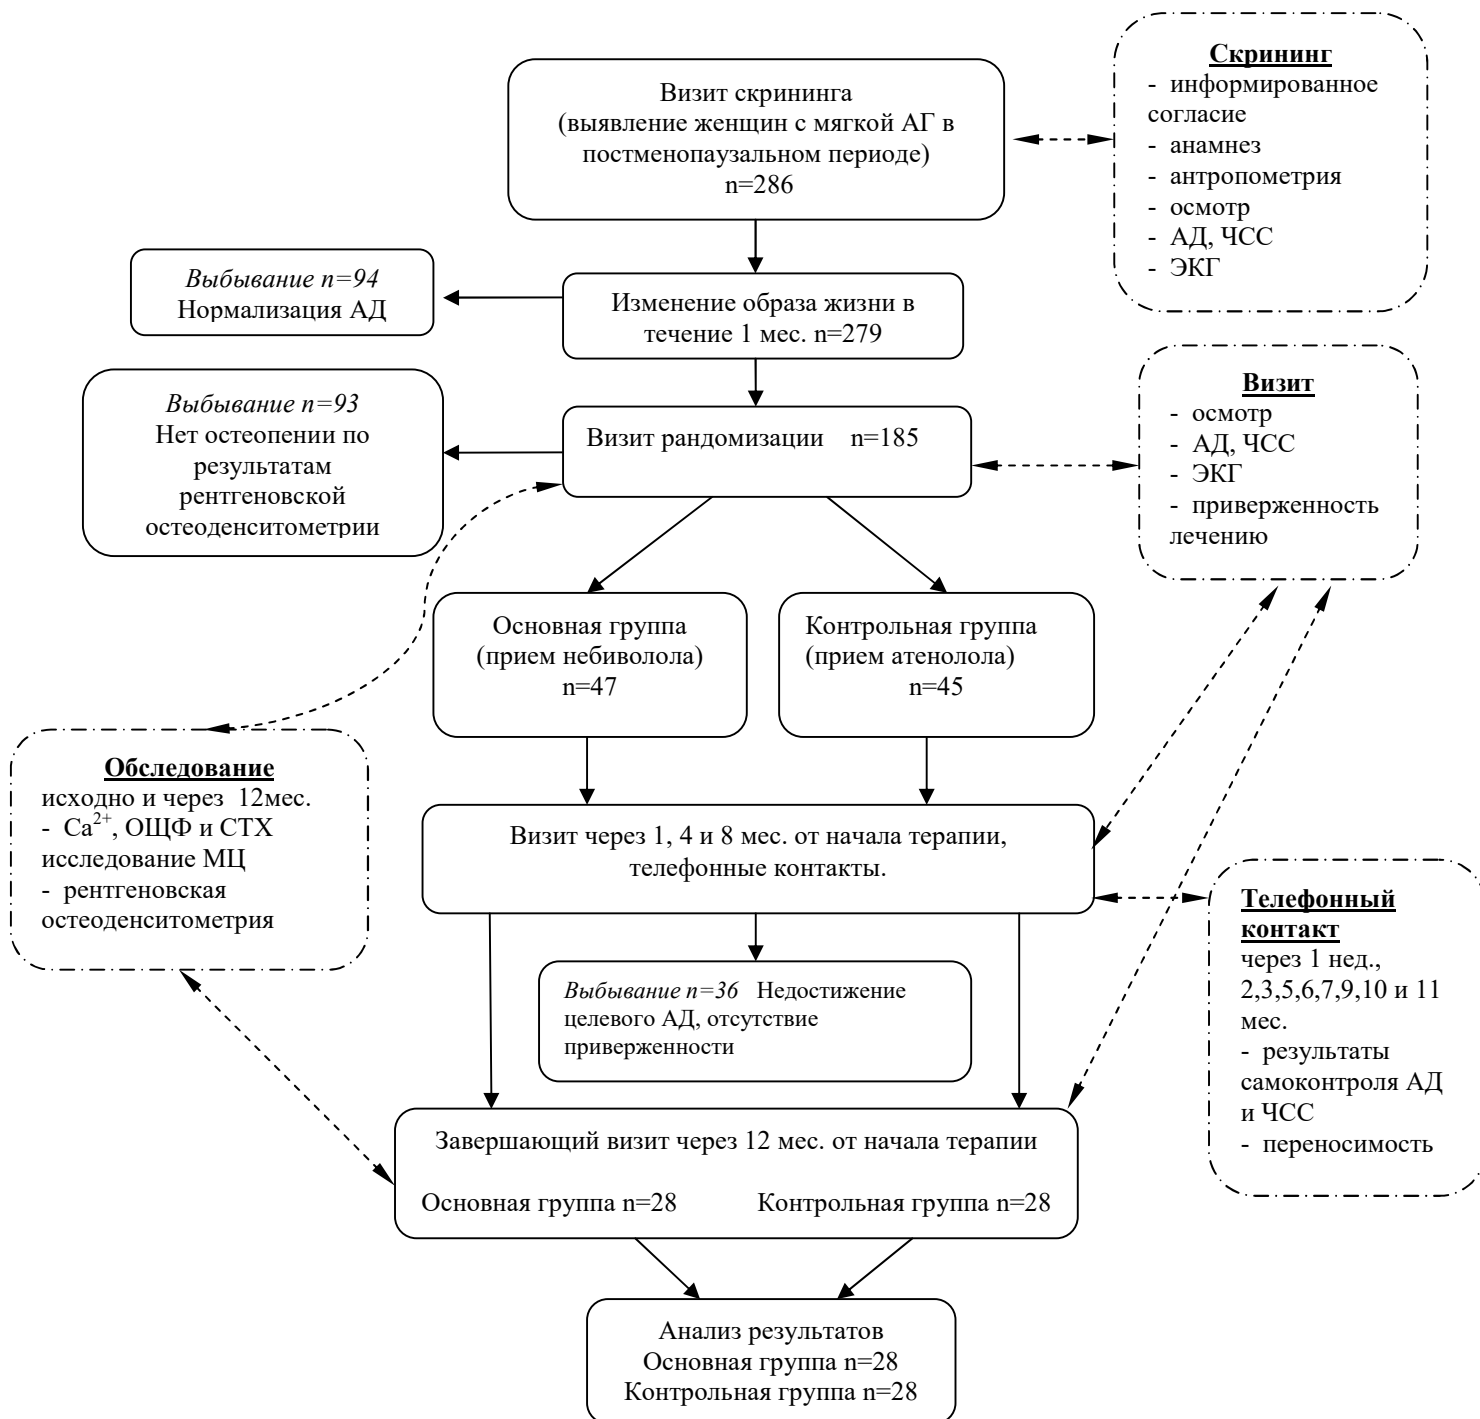 Визит скрининга
(выявление женщин с мягкой АГ в
постменопаузальном периоде)
n=286
Скрининг
- информированное
согласие
- анамнез
- антропометрия
- осмотр
- АД, ЧСС
- ЭКГ
Выбывание n=94
Нормализация АД
Изменение образа жизни в
течение 1 мес. n=279
Выбывание n=93
Нет остеопении по
результатам
рентгеновской
остеоденситометрии
Визит рандомизации n=185
Визит
- осмотр
- АД, ЧСС
- ЭКГ
- приверженность
лечению
Основная группа
(прием небиволола)
n=47
Контрольная группа
(прием атенолола)
n=45
Обследование
исходно и через 12мес.
- Ca2+, ОЩФ и СТХ
исследование МЦ
- рентгеновская
остеоденситометрия
Визит через 1, 4 и 8 мес. от начала терапии,
телефонные контакты.
Телефонный
контакт
через 1 нед.,
2,3,5,6,7,9,10 и 11
мес.
- результаты
самоконтроля АД
и ЧСС
- переносимость
Выбывание n=36 Недостижение
целевого АД, отсутствие
приверженности
Завершающий визит через 12 мес. от начала терапии
Основная группа n=28 Контрольная группа n=28
Анализ результатов
Основная группа n=28
Контрольная группа n=28